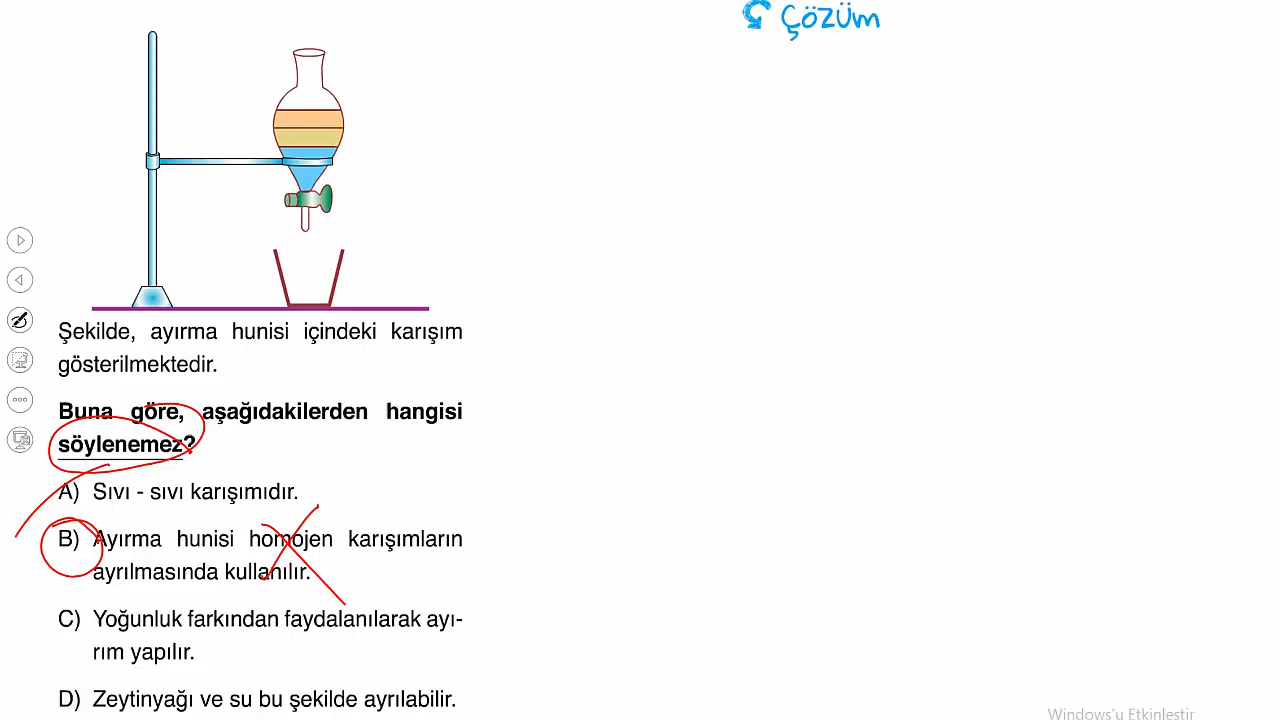 Çözüm
Şekilde, ayırma hunisi içindeki karışım
gösterilmektedir.
Buna göre, aşağıdakilerden hangisi
söylenemez?
A) Sıvı - sıvı karışımıdır.
B) Ayırma hunisi homojen karışımların
ayrılmasında kullanılır.
C) Yoğunluk farkından faydalanılarak ayı-
rım yapılır.
D) Zeytinyağı ve su bu şekilde ayrılabilir.
Windows'u Etkinleştir